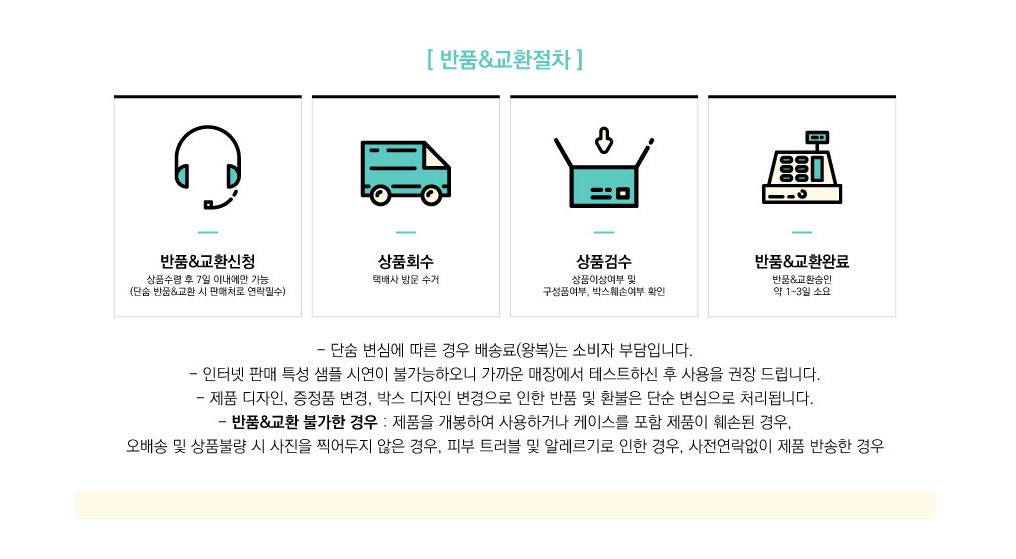 [ 반품&교환절차 ]
반품&교환신청
상품수령 후 7일 이내에만 가능
(단숨 반품&교환 시 판매처로 연락필수)
상품회수
택배사 방문 수거
상품검수
상품이상여부 및
구성품여부, 박스훼손여부 확인
반품&교환완료
반품&교환승인
약 1~3일 소요
- 단숨 변심에 따른 경우 배송료(왕복)는 소비자 부담입니다.
- 인터넷 판매 특성 샘플 시연이 불가능하오니 가까운 매장에서 테스트하신 후 사용을 권장 드립니다.
- 제품 디자인, 증정품 변경, 박스 디자인 변경으로 인한 반품 및 환불은 단순 변심으로 처리됩니다.
- 반품&교환 불가한 경우 : 제품을 개봉하여 사용하거나 케이스를 포함 제품이 훼손된 경우,
오배송 및 상품불량 시 사진을 찍어두지 않은 경우, 피부 트러블 및 알레르기로 인한 경우, 사전연락없이 제품 반송한 경우